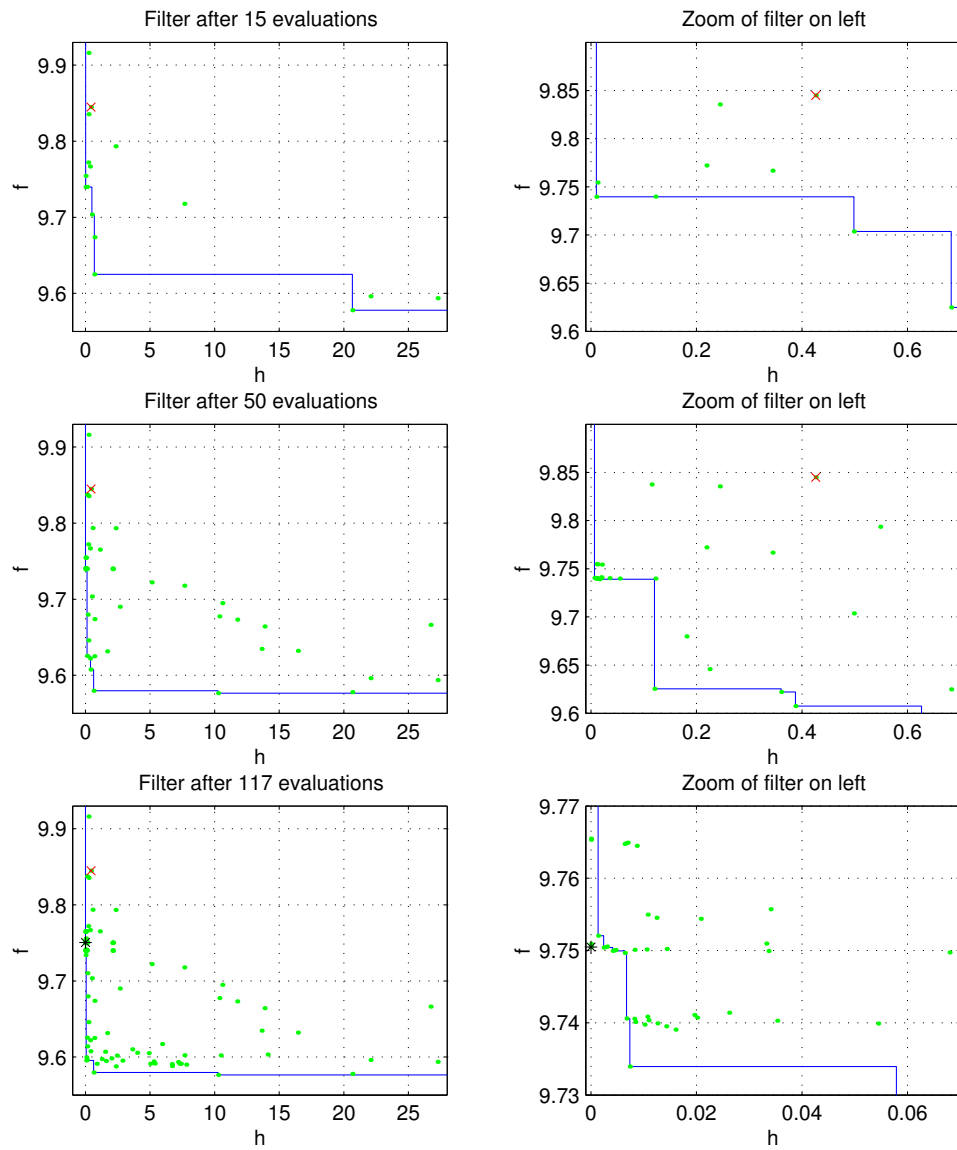 Filter after 15 evaluations
9.9
9.8
9.7
9.6
f
0 5 10 15 20 25
h
Zoom of filter on left
9.85
9.8
9.75
9.7
9.65
9.6
f
0 0.2 0.4 0.6
h
Filter after 50 evaluations
9.9
9.8
9.7
9.6
f
0 5 10 15 20 25
h
Zoom of filter on left
9.85
9.8
9.75
9.7
9.65
9.6
f
0 0.2 0.4 0.6
h
Filter after 117 evaluations
9.9
9.8
9.7
9.6
f
0 5 10 15 20 25
h
Zoom of filter on left
9.77
9.76
9.75
9.74
9.73
f
0 0.02 0.04 0.06
h